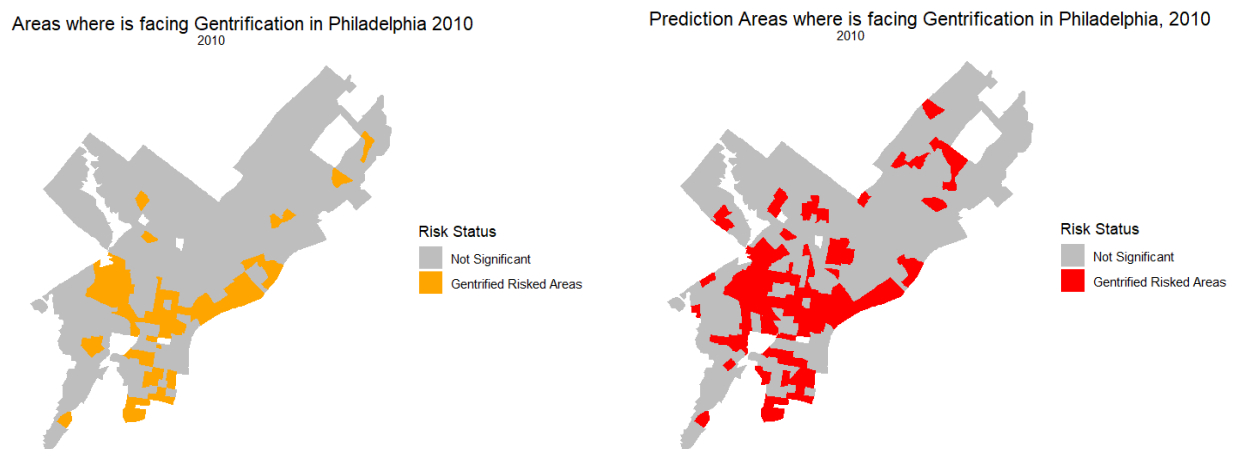 Areas where is facing Gentrification in Philadelphia 2010
2010
Risk Status
Not Significant
Gentrified Risked Areas
Prediction Areas where is facing Gentrification in Philadelphia, 2010
2010
Risk Status
Not Significant
Gentrified Risked Areas